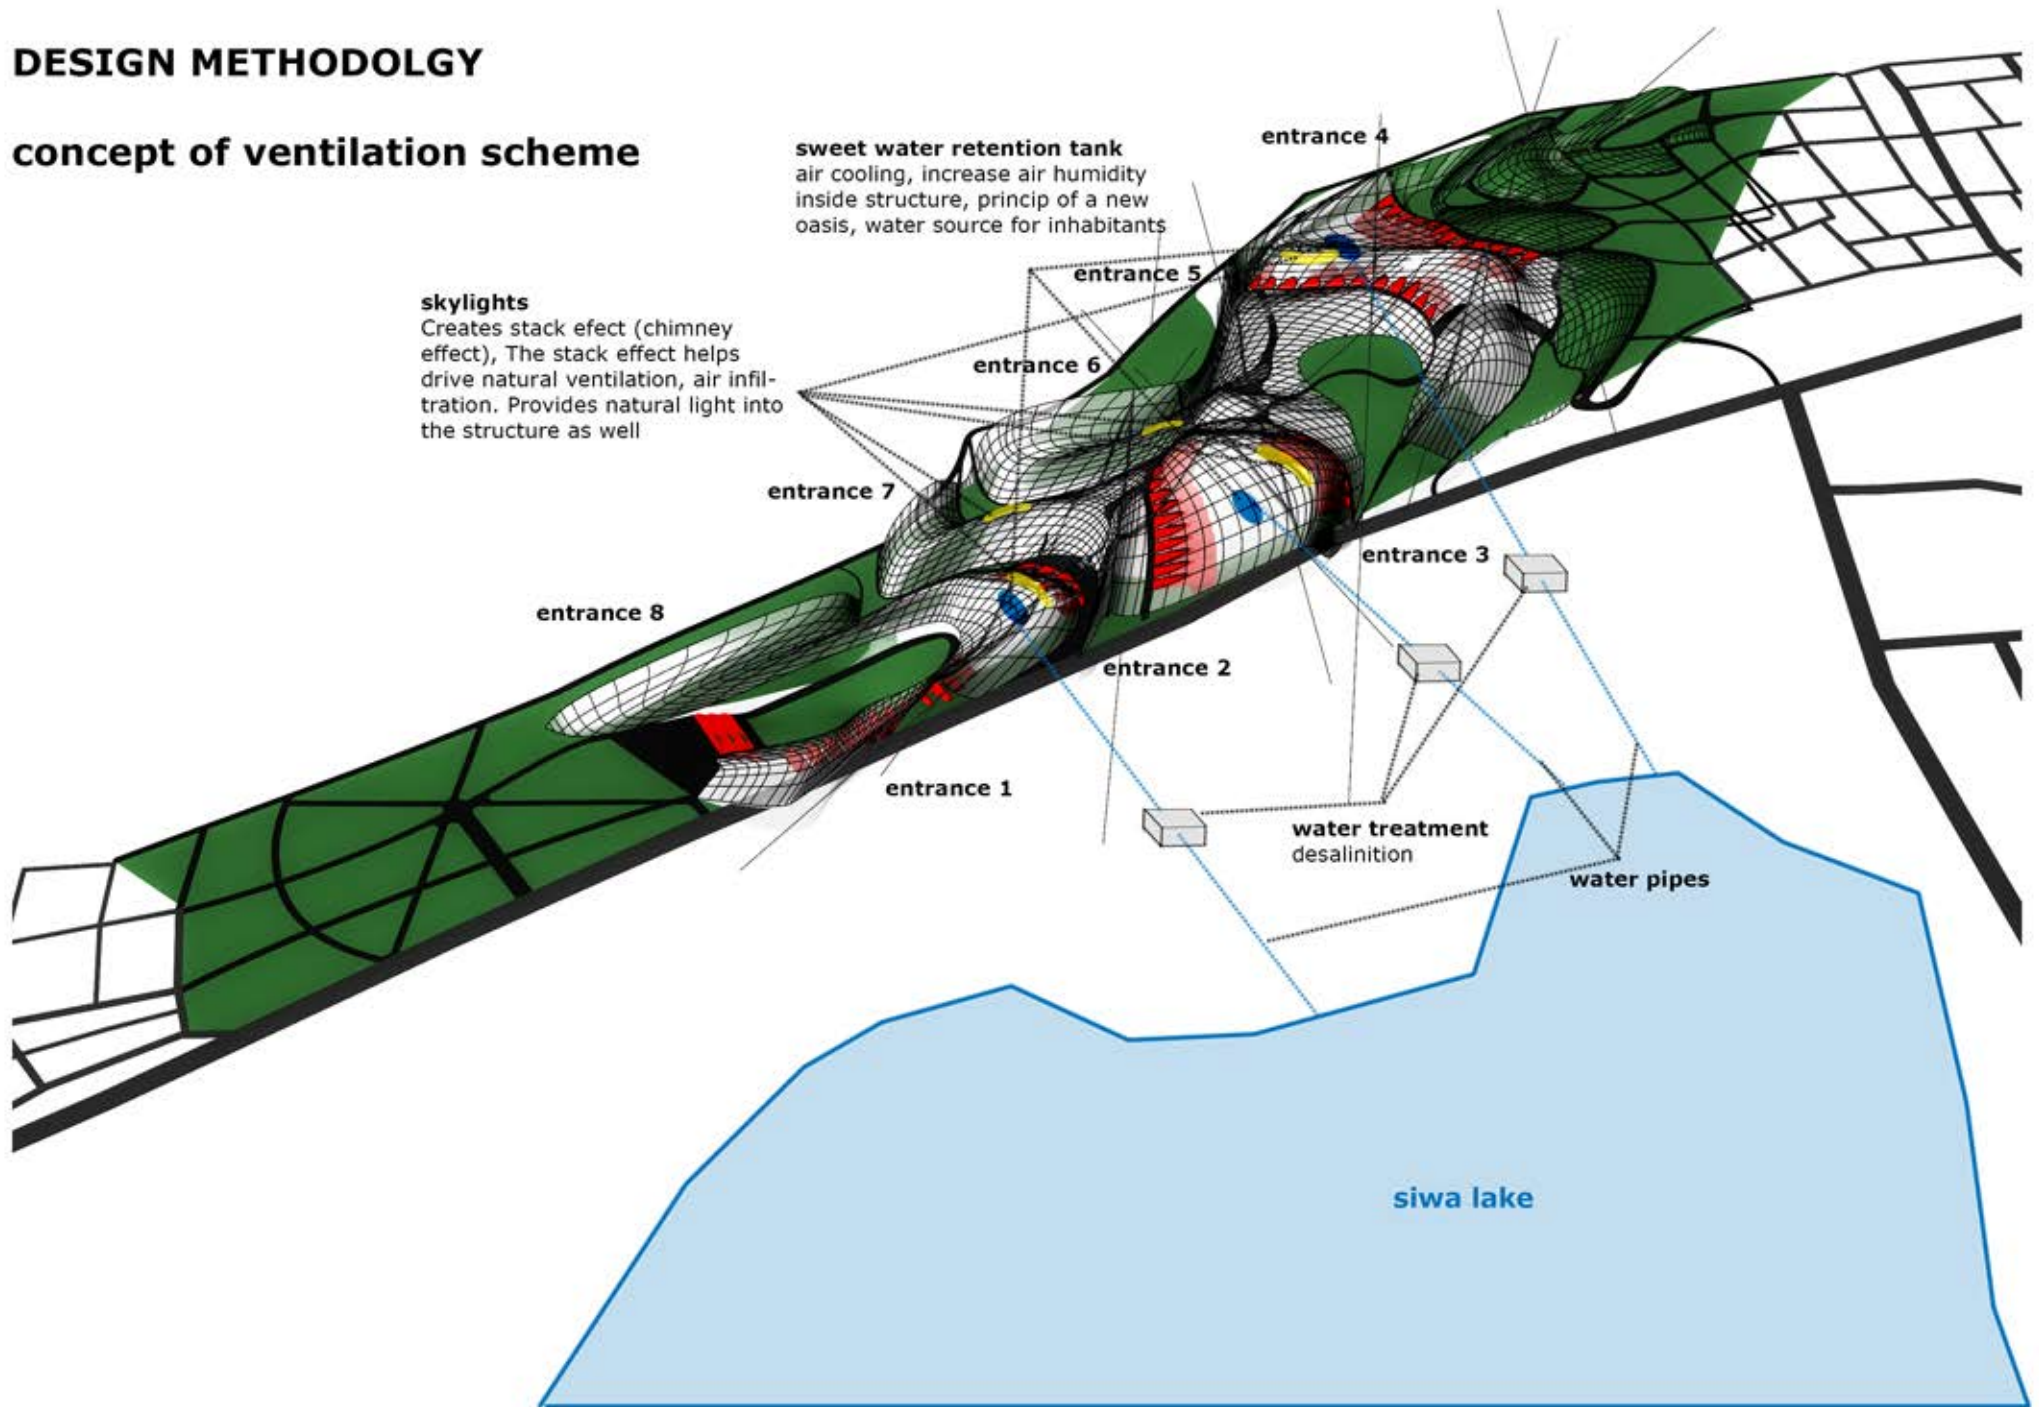 DESIGN METHODOLGY
concept of ventilation scheme
sweet water retention tank
air cooling, increase air humidity
inside structure, princip of a new
oasis, water source for inhabitants
entrance 4
entrance 5
skylights
Creates stack efect (chimney
effect), The stack effect helps
drive natural ventilation, air infil-
tration. Provides natural light into
the structure as well
entrance 6
entrance 7
entrance 3
entrance 8
entrance 2
entrance 1
water treatment
desalinition
water pipes
siwa lake